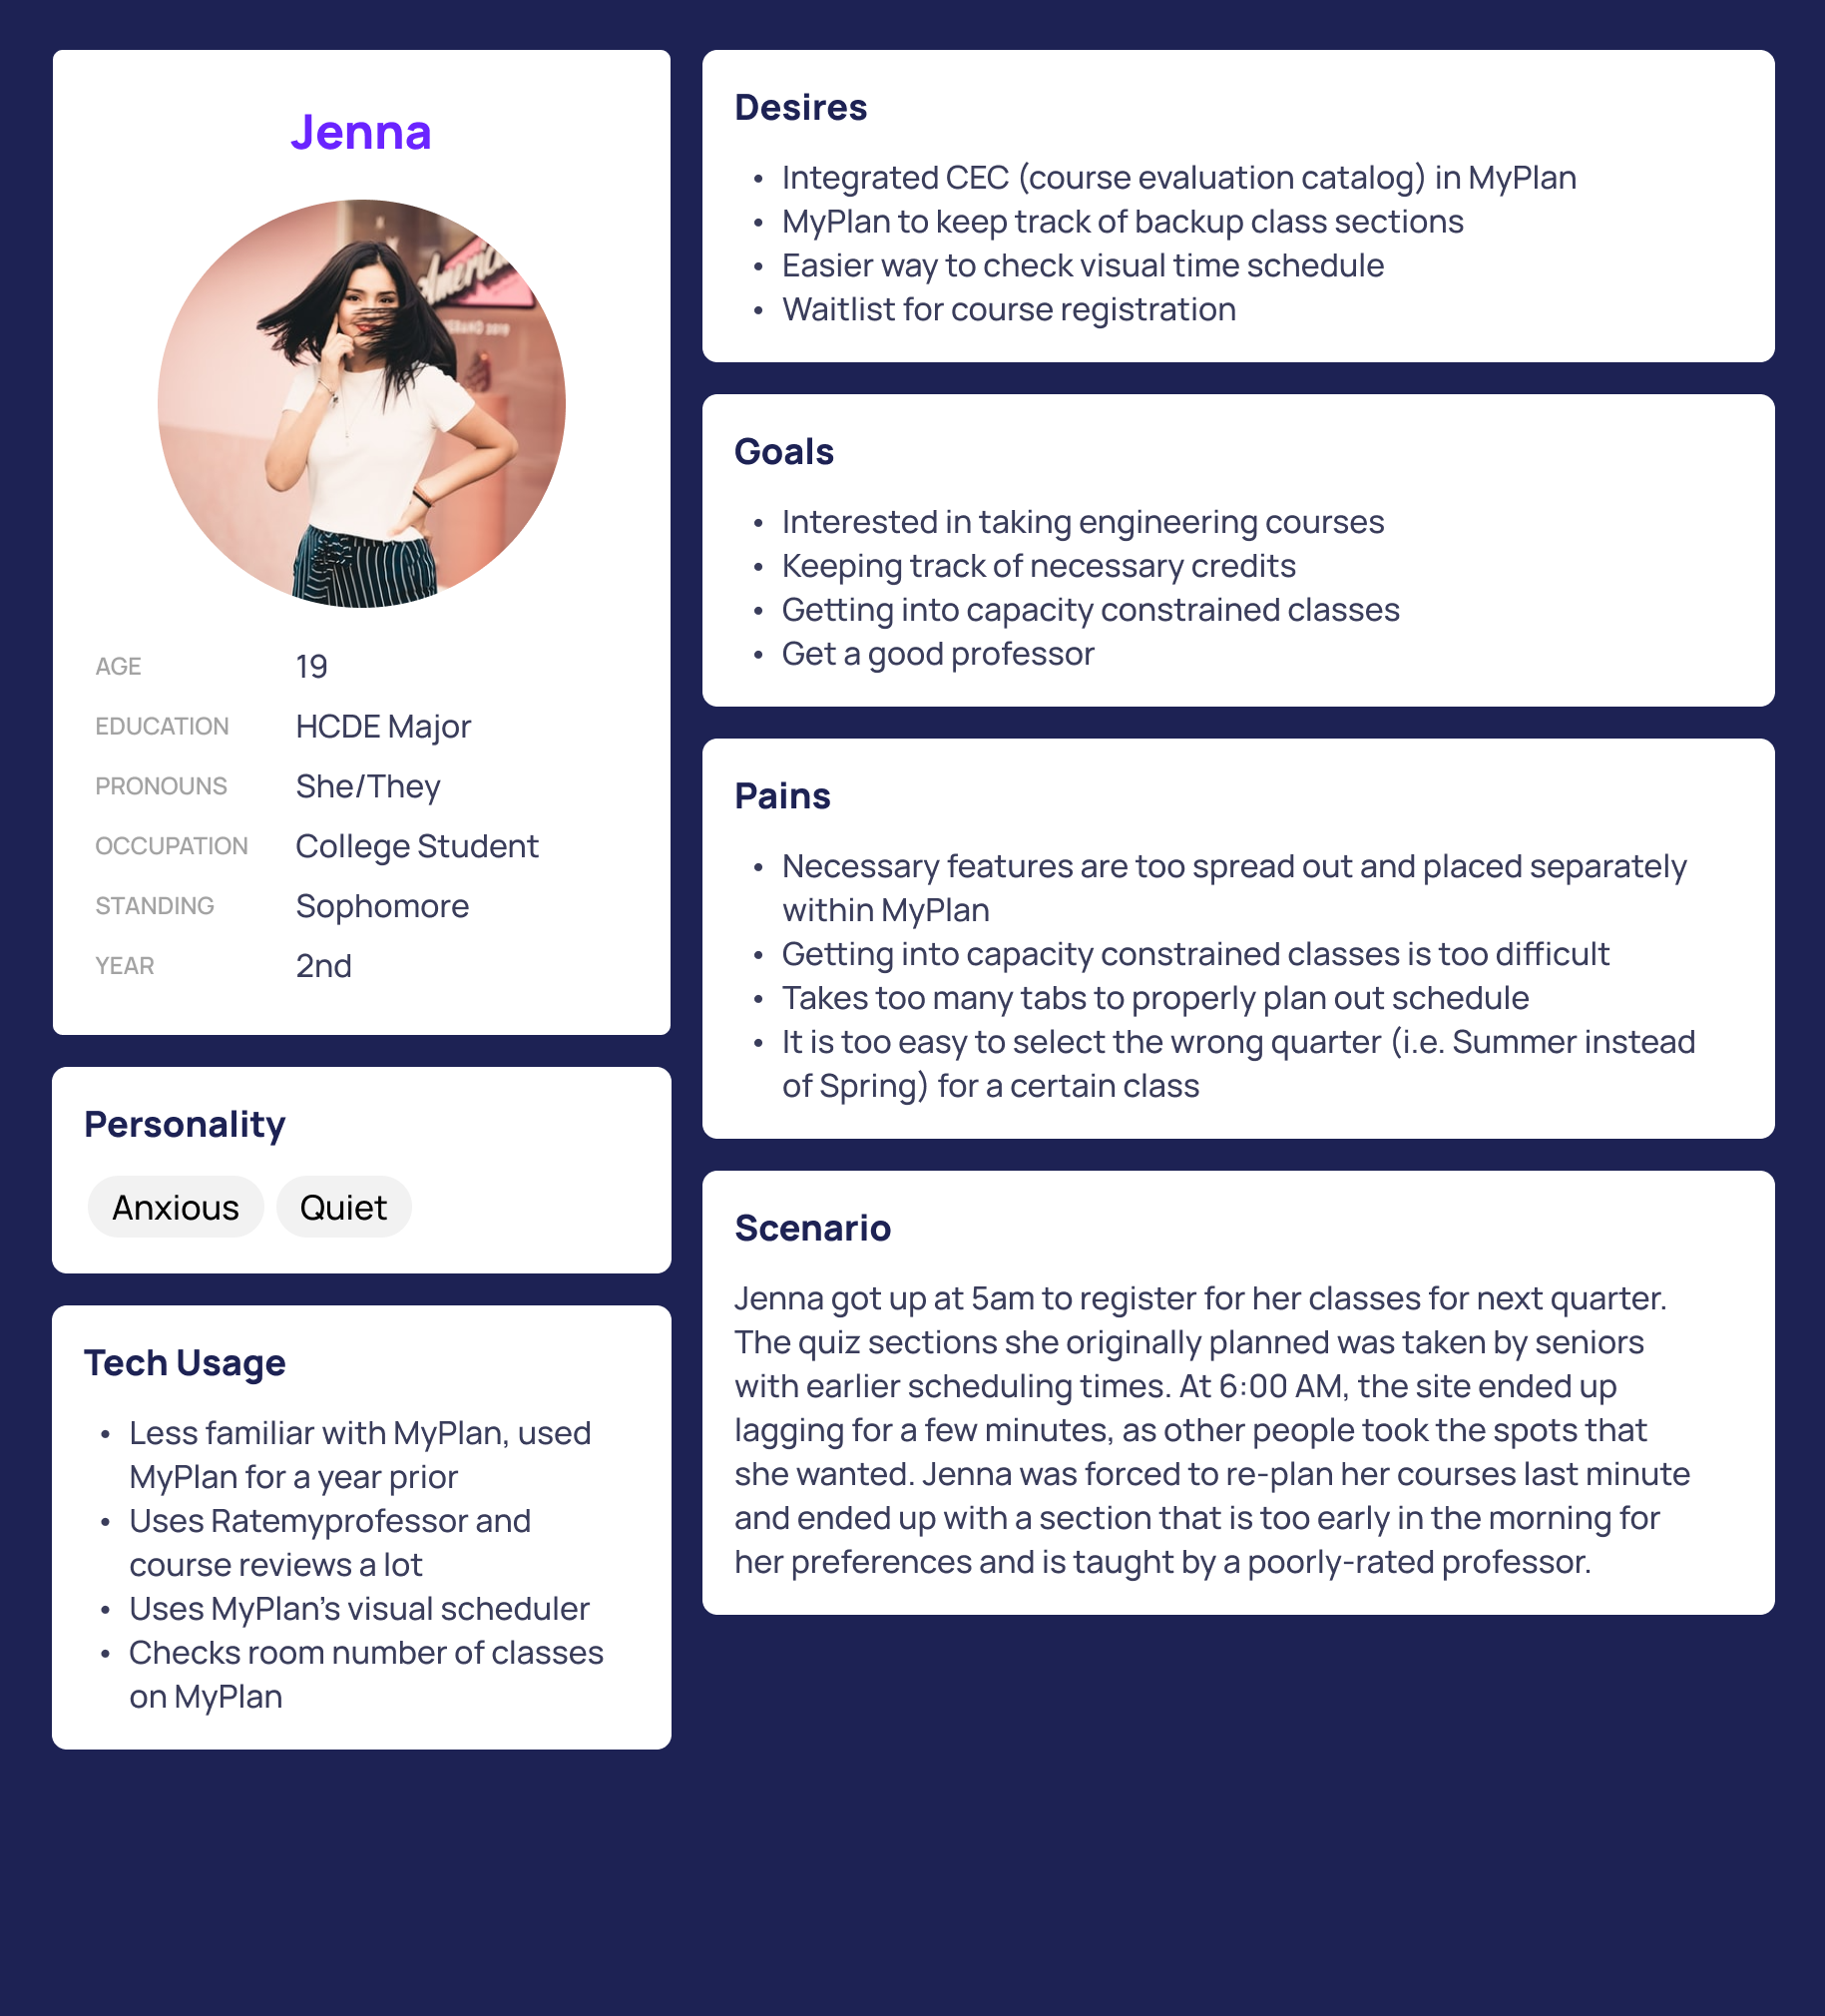 Jenna
American
AGE 19
EDUCATION HCDE Major
PRONOUNS She/They
OCCUPATION College Student
STANDING Sophomore
YEAR 2nd
Personality
Anxious Quiet
Tech Usage
• Less familiar with MyPlan, used
MyPlan for a year prior
• Uses Ratemyprofessor and
course reviews a lot
• Uses MyPlan’s visual scheduler
• Checks room number of classes
on MyPlan
Desires
• Integrated CEC (course evaluation catalog) in MyPlan
• MyPlan to keep track of backup class sections
• Easier way to check visual time schedule
• Waitlist for course registration
Goals
• Interested in taking engineering courses
• Keeping track of necessary credits
• Getting into capacity constrained classes
• Get a good professor
Pains
• Necessary features are too spread out and placed separately
within MyPlan
• Getting into capacity constrained classes is too difficult
• Takes too many tabs to properly plan out schedule
• It is too easy to select the wrong quarter (i.e. Summer instead
of Spring) for a certain class
Scenario
Jenna got up at 5am to register for her classes for next quarter.
The quiz sections she originally planned was taken by seniors
with earlier scheduling times. At 6:00 AM, the site ended up
lagging for a few minutes, as other people took the spots that
she wanted. Jenna was forced to re-plan her courses last minute
and ended up with a section that is too early in the morning for
her preferences and is taught by a poorly-rated professor.